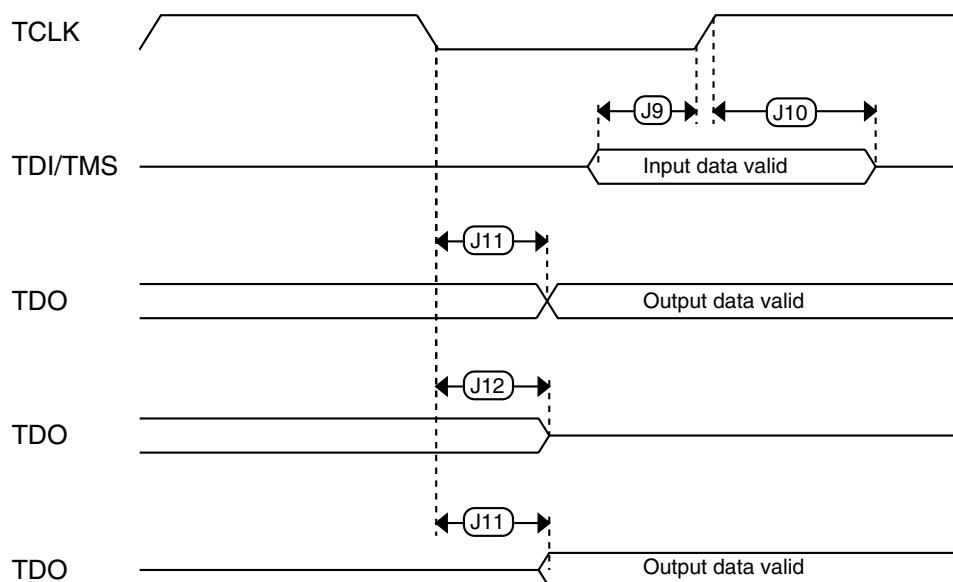 TCLK
J9
J10
TDI/TMS
Input data valid
J11
TDO
Output data valid
J12
TDO
J11
TDO
Output data valid